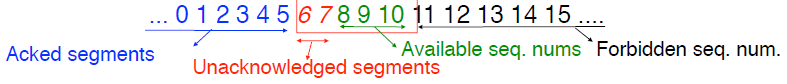 ... 0 1 2 3 4 5 6 7 8 9 10 11 12 13 14 15 ....
Acked segments
Unacknowledged segments
Available seq. nums
Forbidden seq. num.